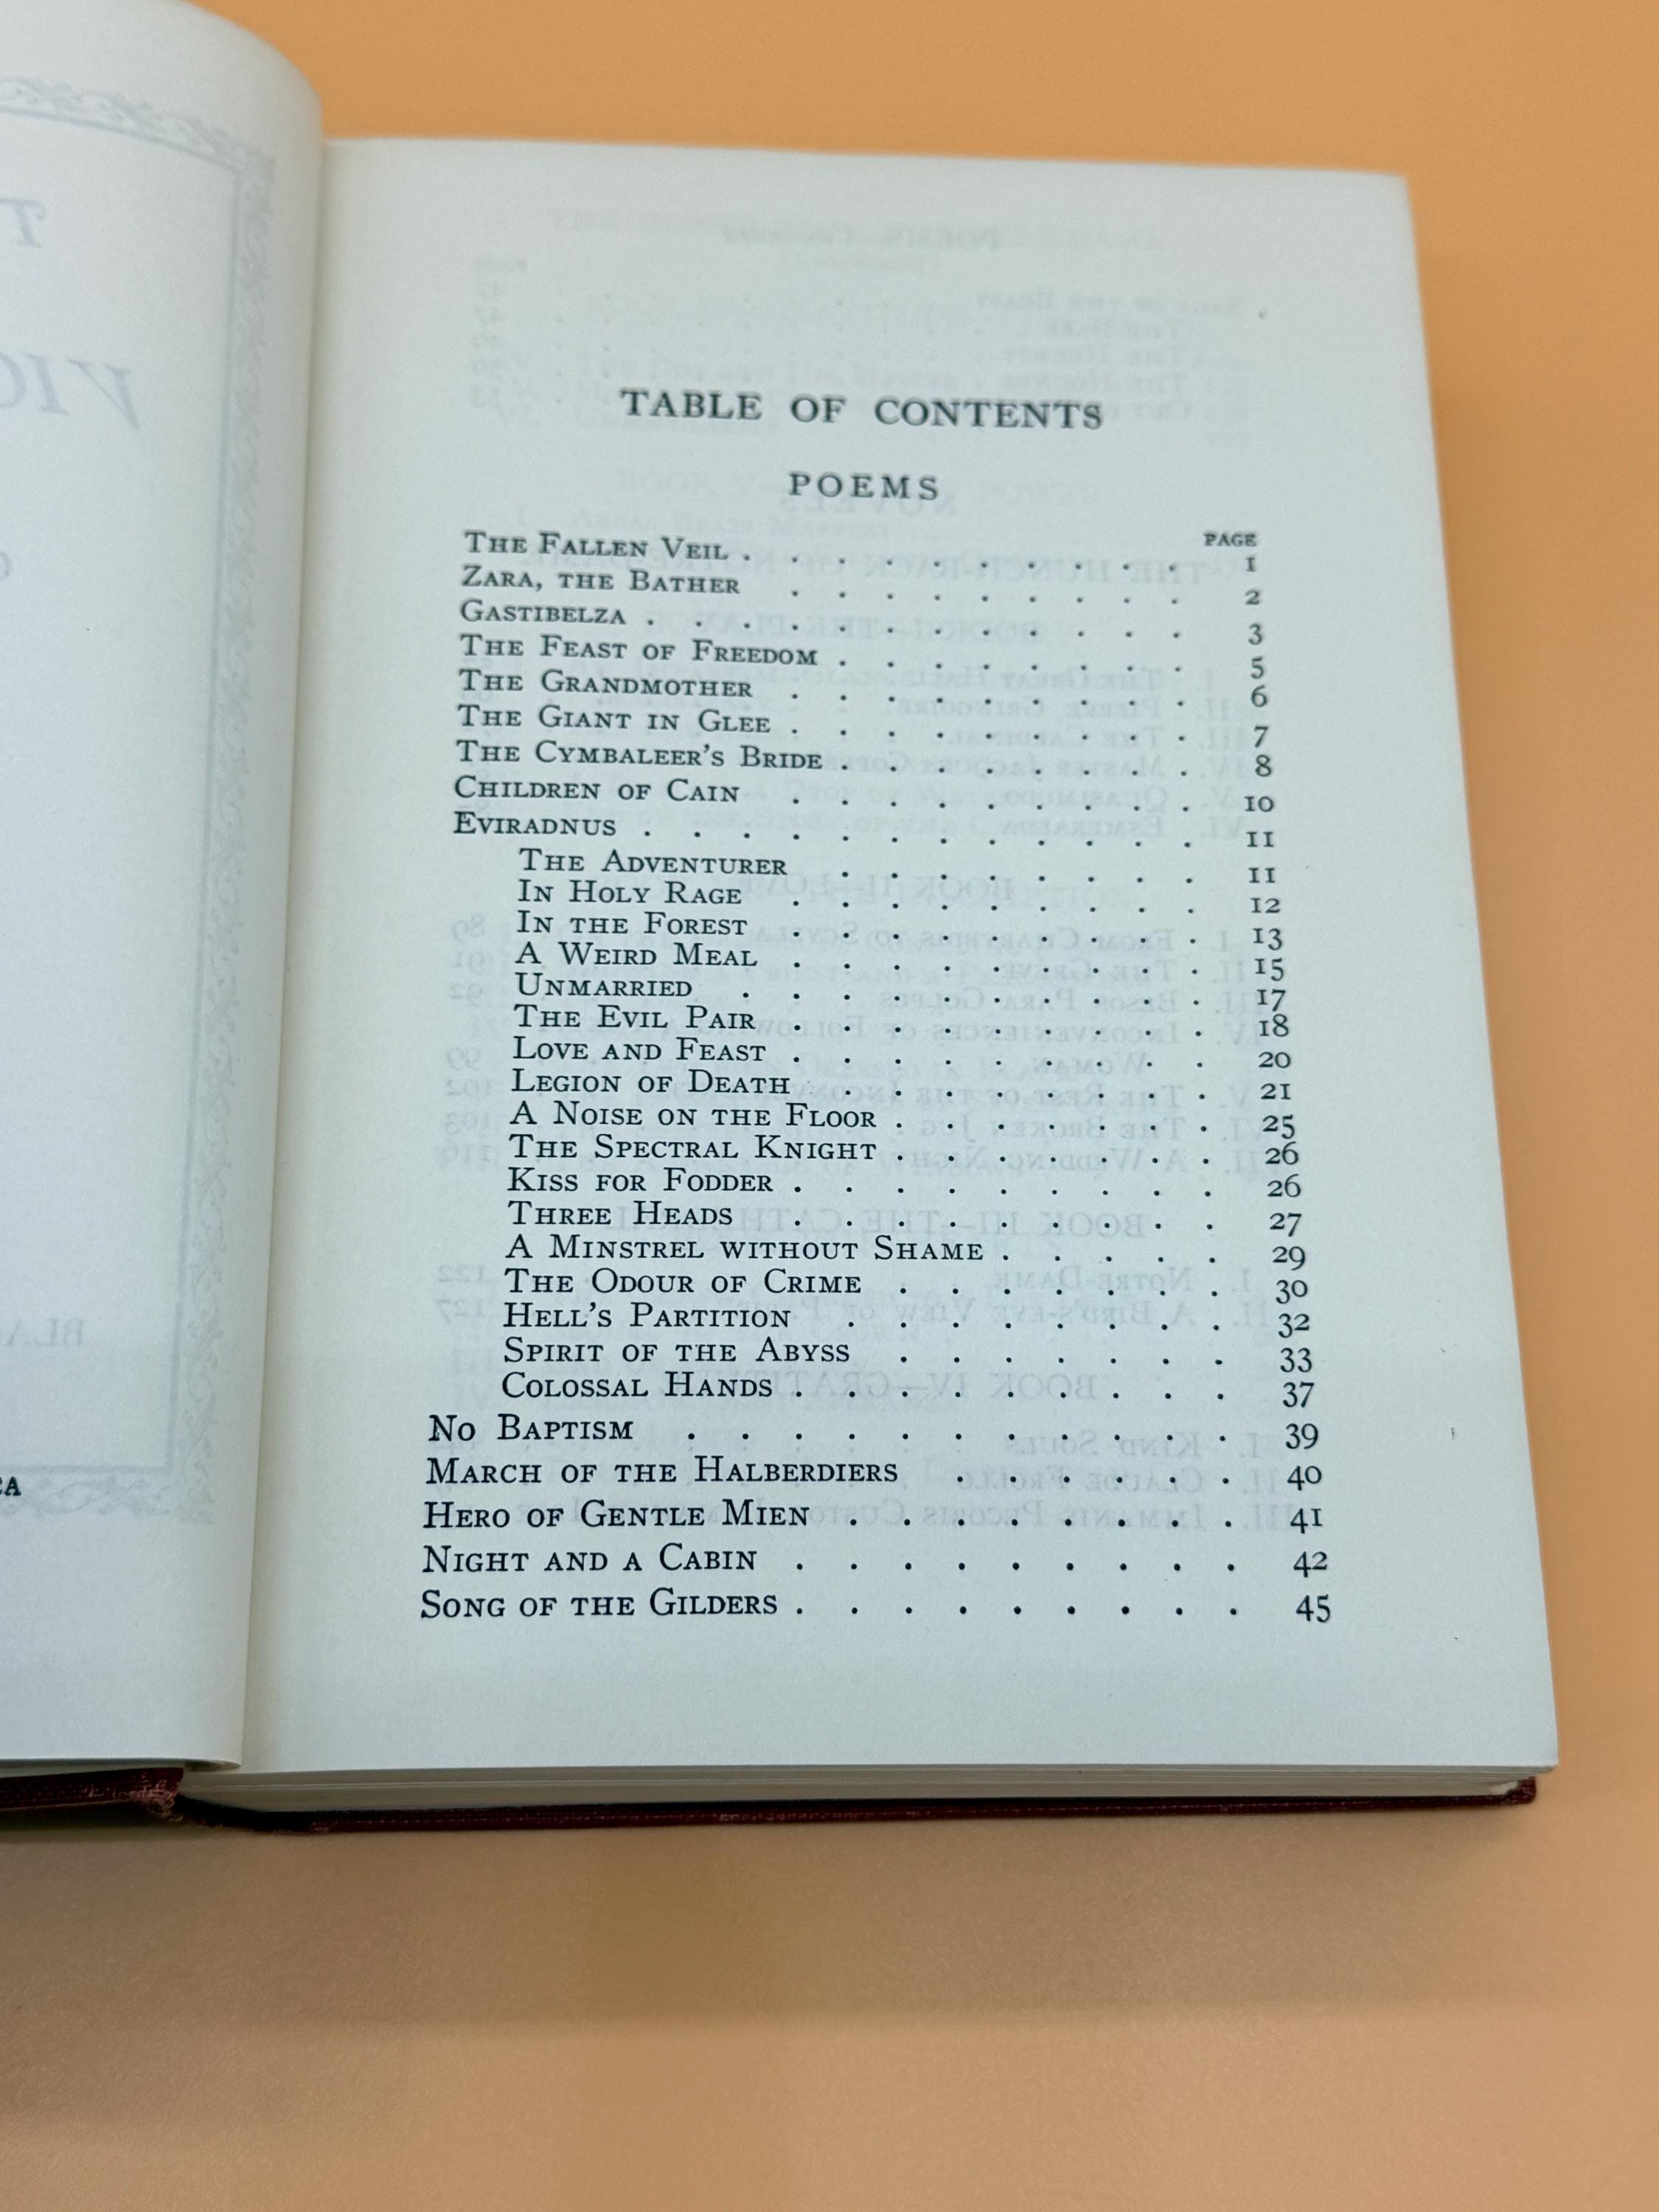 TABLE OF CONTENTS
POEMS
PAGE
THE FALLEN VEIL . . . . . . . . . . 1
ZARA, THE BATHER . . . . . . . . . 2
GASTIBELZA . . . . . . . . . . . . 3
THE FEAST OF FREEDOM . . . . . . . . 5
THE GRANDMOTHER . . . . . . . . . 6
THE GIANT IN GLEE . . . . . . . . . 7
THE CYMBALEER'S BRIDE . . . . . . . . 8
CHILDREN OF CAIN . . . . . . . . . 10
EVIRADNUS . . . . . . . . . . . . 11
THE ADVENTURER . . . . . . . . 11
IN HOLY RAGE . . . . . . . . . 12
IN THE FOREST . . . . . . . . . 13
A WEIRD MEAL . . . . . . . . . 15
UNMARRIED . . . . . . . . . . 17
THE EVIL PAIR . . . . . . . . . 18
LOVE AND FEAST . . . . . . . . . 20
LEGION OF DEATH . . . . . . . . . 21
A NOISE ON THE FLOOR . . . . . . . 25
THE SPECTRAL KNIGHT . . . . . . . 26
KISS FOR FODDER . . . . . . . . . 26
THREE HEADS . . . . . . . . . 27
A MINSTREL WITHOUT SHAME . . . . . 29
THE ODOUR OF CRIME . . . . . . . 30
HELL'S PARTITION . . . . . . . . 32
SPIRIT OF THE ABYSS . . . . . . . 33
COLOSSAL HANDS . . . . . . . . . 37
NO BAPTISM . . . . . . . . . . . 39
MARCH OF THE HALBERDIERS . . . . . . 40
HERO OF GENTLE MIEN . . . . . . . . 41
NIGHT AND A CABIN . . . . . . . . . 42
SONG OF THE GILDERS . . . . . . . . . 45